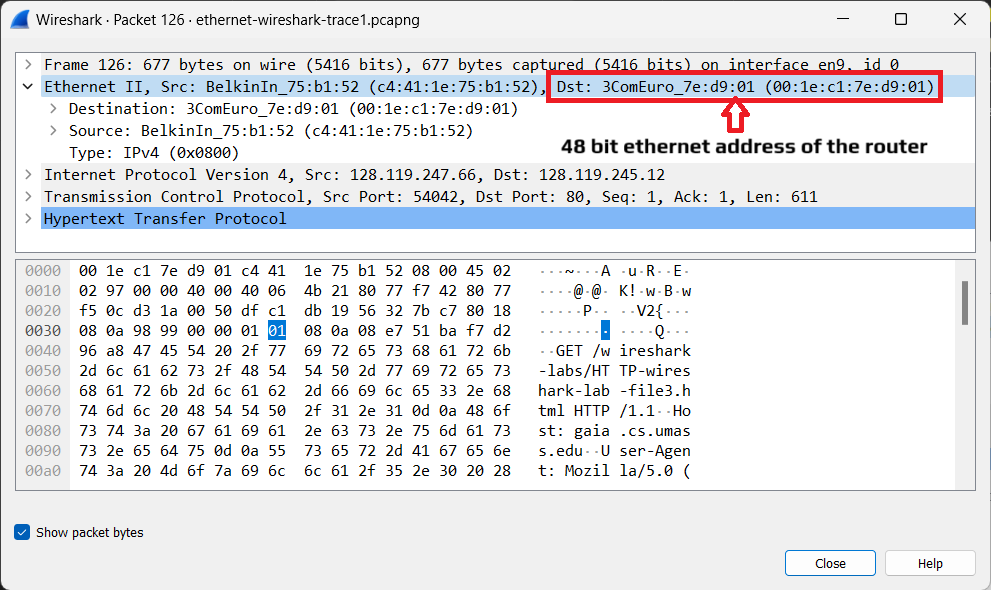 Wireshark · Packet 126 · ethernet-wireshark-trace1.pcapng
Frame 126: 677 bytes on wire (5416 bits), 677 bytes captured (5416 bits) on interface en9, id 0
Ethernet II, Src: BelkinIn_75:b1:52 (c4:41:1e:75:b1:52), Dst: 3ComEuro_7e:d9:01 (00:1e:c1:7e:d9:01)
Destination: 3ComEuro_7e:d9:01 (00:1e:c1:7e:d9:01)
Source: BelkinIn_75:b1:52 (c4:41:1e:75:b1:52)
48 bit ethernet address of the router
Type: IPv4 (0x0800)
Internet Protocol Version 4, Src: 128.119.247.66, Dst: 128.119.245.12
Transmission Control Protocol, Src Port: 54042, Dst Port: 80, Seq: 1, Ack: 1, Len: 611
Hypertext Transfer Protocol
0000 00 1e c1 7e d9 01 c4 41 1e 75 b1 52 08 00 45 02 ···~···A ·u·R··E·
0010 02 97 00 00 40 00 40 06 4b 21 80 77 f7 42 80 77 ····@·@· K!·w·B·w
0020 f5 0c d3 1a 00 50 df c1 db 19 56 32 7b c7 80 18 ·····P·· ··V2{···
0030 08 0a 98 99 00 00 01 01 08 0a 08 e7 51 ba f7 d2 ········ ····Q···
0040 96 a8 47 45 54 20 2f 77 69 72 65 73 68 61 72 6b ··GET /w ireshark
0050 2d 6c 61 62 73 2f 48 54 54 50 2d 77 69 72 65 73 -labs/HT TP-wires
0060 68 61 72 6b 2d 6c 61 62 2d 66 69 6c 65 33 2e 68 hark-lab -file3.h
0070 74 6d 6c 20 48 54 54 50 2f 31 2e 31 0d 0a 48 6f tml HTTP /1.1··Ho
0080 73 74 3a 20 67 61 69 61 2e 63 73 2e 75 6d 61 73 st: gaia .cs.umas
0090 73 2e 65 64 75 0d 0a 55 73 65 72 2d 41 67 65 6e s.edu··U ser-Agen
00a0 74 3a 20 4d 6f 7a 69 6c 6c 61 2f 35 2e 30 20 28 t: Mozil la/5.0 (
Show packet bytes
Close Help